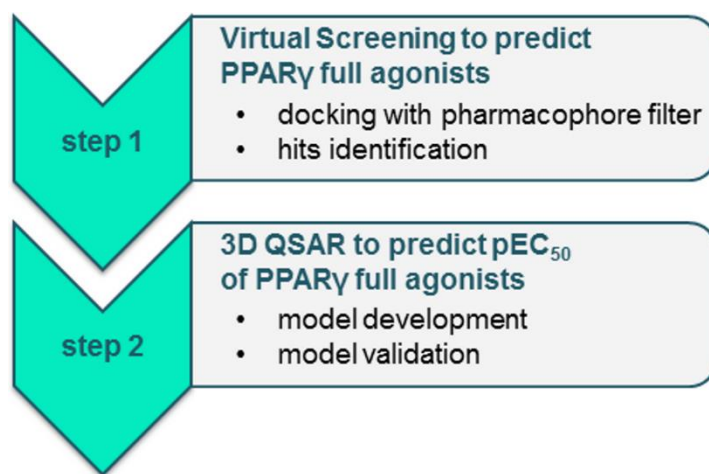 step 1
Virtual Screening to predict
PPARγ full agonists
• docking with pharmacophore filter
• hits identification
step 2
3D QSAR to predict pEC₅₀
of PPARγ full agonists
• model development
• model validation